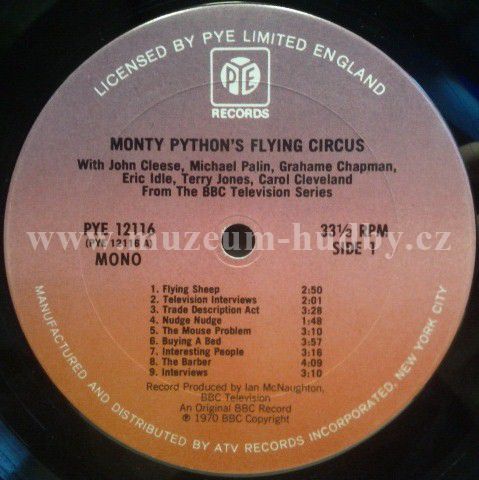 LICENSED BY PYE LIMITED ENGLAND
PYE
RECORDS
MONTY PYTHON'S FLYING CIRCUS
With John Cleese, Michael Palin, Grahame Chapman,
Eric Idle, Terry Jones, Carol Cleveland
From The BBC Television Series
PYE 12116
(PYE 12116 A)
MONO
33⅓ RPM
SIDE 1
www.muzeum-hudby.cz
1. Flying Sheep 2:50
2. Television Interviews 2:01
3. Trade Description Act 3:28
4. Nudge Nudge 1:48
5. The Mouse Problem 3:10
6. Buying A Bed 3:57
7. Interesting People 3:16
8. The Barber 4:09
9. Interviews 3:10
Record Produced by Ian McNaughton,
BBC Television
An Original BBC Record
℗ 1970 BBC Copyright
MANUFACTURED AND DISTRIBUTED BY ATV RECORDS INCORPORATED, NEW YORK CITY